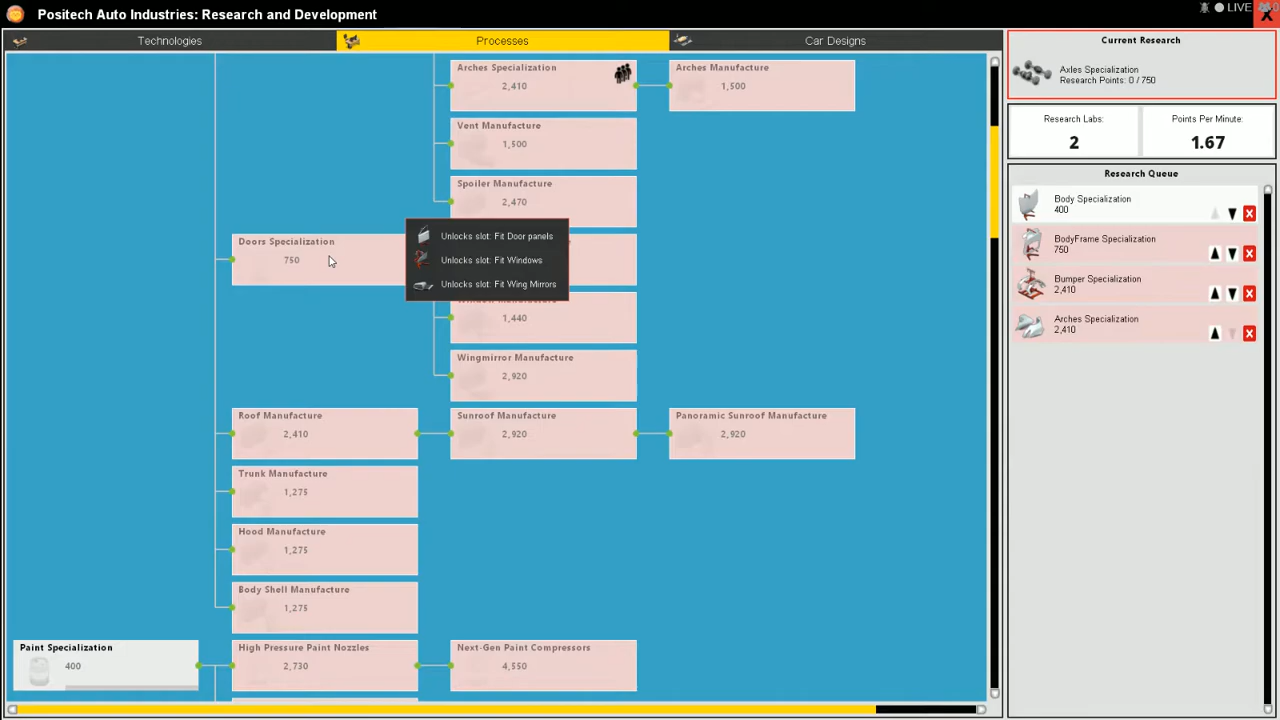 Positech Auto Industries: Research and Development
LIVE
Technologies
Processes
Car Designs
Current Research
Axles Specialization
Research Points: 0 / 750
Research Labs:
2
Points Per Minute:
1.67
Research Queue
Body Specialization
400
BodyFrame Specialization
750
Bumper Specialization
2,410
Arches Specialization
2,410
Arches Specialization
2,410
Arches Manufacture
1,500
Vent Manufacture
1,500
Spoiler Manufacture
2,470
Doors Specialization
750
Unlocks slot: Fit Door panels
Unlocks slot: Fit Windows
Unlocks slot: Fit Wing Mirrors
1,440
Wingmirror Manufacture
2,920
Roof Manufacture
2,410
Sunroof Manufacture
2,920
Panoramic Sunroof Manufacture
2,920
Trunk Manufacture
1,275
Hood Manufacture
1,275
Body Shell Manufacture
1,275
Paint Specialization
400
High Pressure Paint Nozzles
2,730
Next-Gen Paint Compressors
4,550